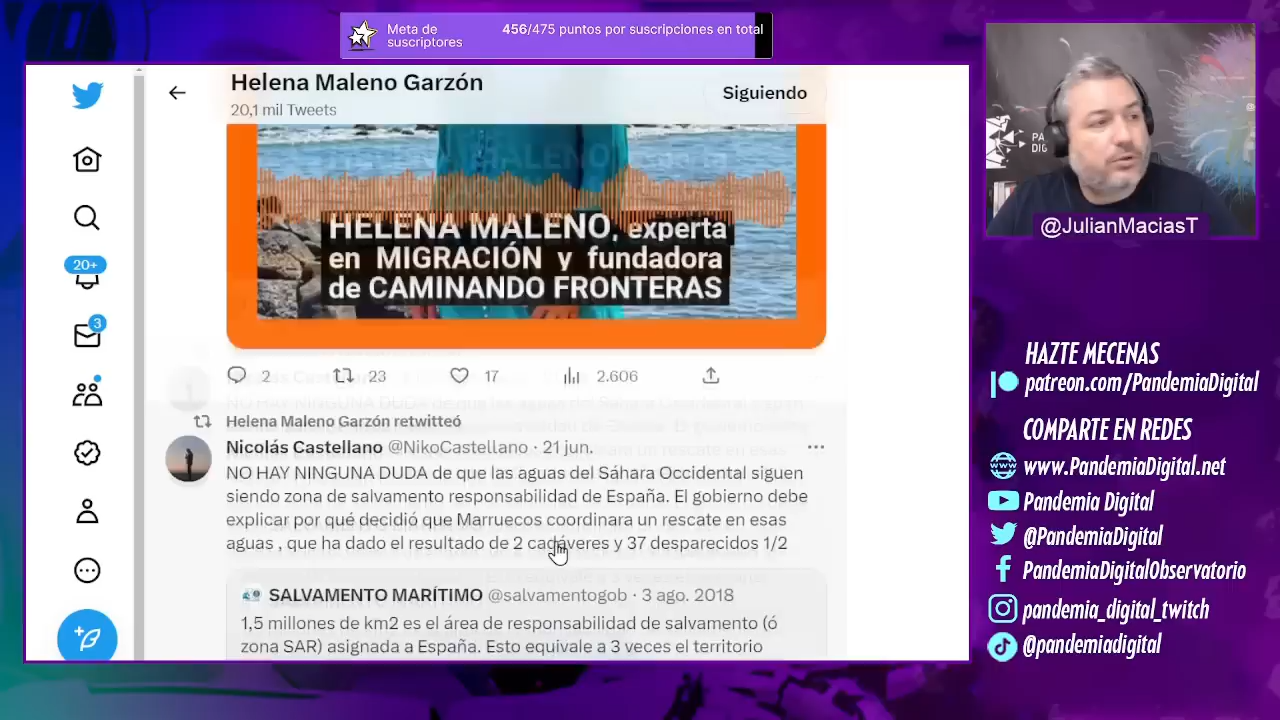 Meta de
suscriptores
456/475 puntos por suscripciones en total
Helena Maleno Garzón
20,1 mil Tweets
Siguiendo
HELENA MALENO, experta
en MIGRACIÓN y fundadora
de CAMINANDO FRONTERAS
2
23
17
2.606
Helena Maleno Garzón retwitteó
Nicolás Castellano @NikoCastellano · 21 jun.
NO HAY NINGUNA DUDA de que las aguas del Sáhara Occidental siguen
siendo zona de salvamento responsabilidad de España. El gobierno debe
explicar por qué decidió que Marruecos coordinara un rescate en esas
aguas , que ha dado el resultado de 2 cadáveres y 37 desparecidos 1/2
SALVAMENTO MARÍTIMO @salvamentogob · 3 ago. 2018
1,5 millones de km2 es el área de responsabilidad de salvamento (ó
zona SAR) asignada a España. Esto equivale a 3 veces el territorio
20+
3
@JulianMaciasT
HAZTE MECENAS
patreon.com/PandemiaDigital
COMPARTE EN REDES
www.PandemiaDigital.net
Pandemia Digital
@PandemiaDigital
PandemiaDigitalObservatorio
pandemia_digital_twitch
@pandemiadigital